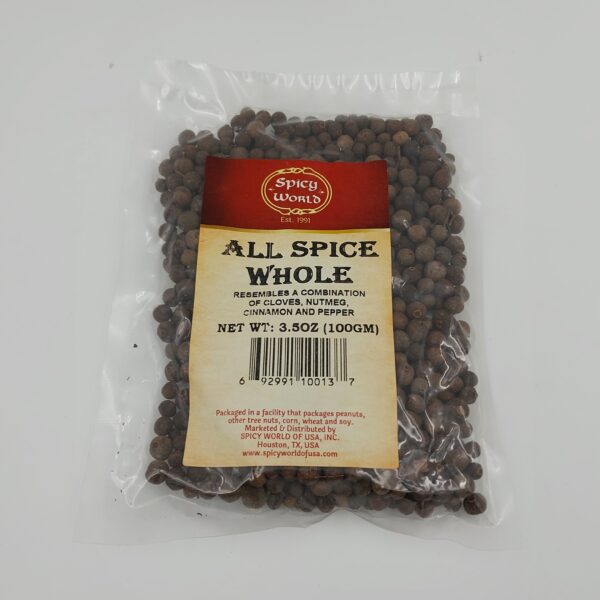 Spicy
World
Est. 1991
ALL SPICE
WHOLE
RESEMBLES A COMBINATION
OF CLOVES, NUTMEG,
CINNAMON AND PEPPER
NET WT: 3.5OZ (100GM)
6 92991 10013 7
Packaged in a facility that packages peanuts,
other tree nuts, corn, wheat and soy.
Marketed & Distributed by
SPICY WORLD OF USA, INC.
Houston, TX, USA
www.spicyworldofusa.com